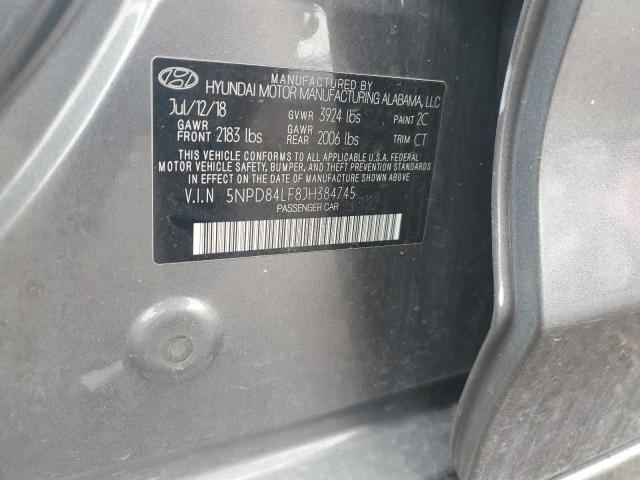 MANUFACTURED BY
HYUNDAI MOTOR MANUFACTURING ALABAMA, LLC
Jul/12/18 GVWR 3924 lbs PAINT 2C
GAWR FRONT 2183 lbs GAWR REAR 2006 lbs TRIM CT
THIS VEHICLE CONFORMS TO ALL APPLICABLE U.S.A. FEDERAL
MOTOR VEHICLE SAFETY, BUMPER, AND THEFT PREVENTION STANDARDS
IN EFFECT ON THE DATE OF MANUFACTURE SHOWN ABOVE.
V.I.N 5NPD84LF8JH384745
PASSENGER CAR